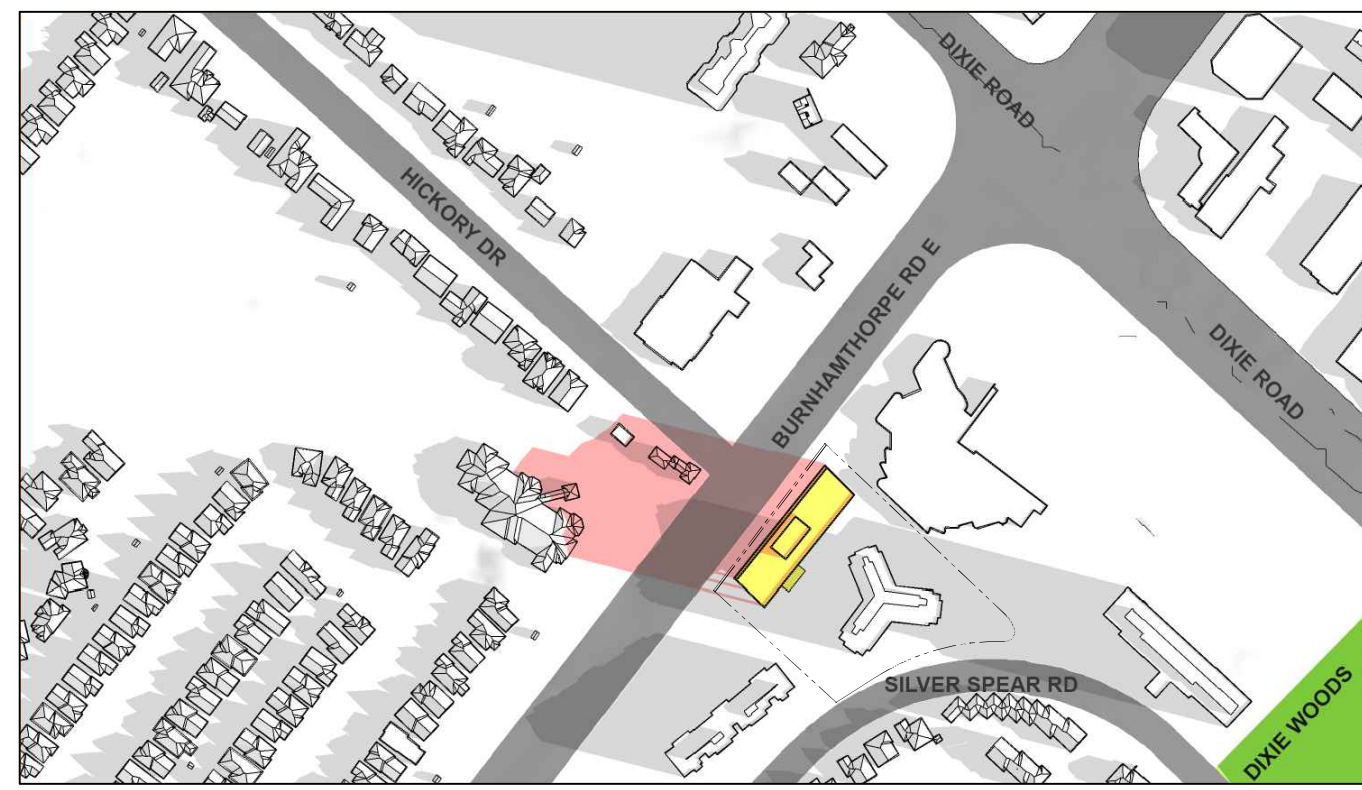 DIXIE ROAD
HICKORY DR
BURNHAMTHORPE RD E
DIXIE ROAD
SILVER SPEAR RD
DIXIE WOODS